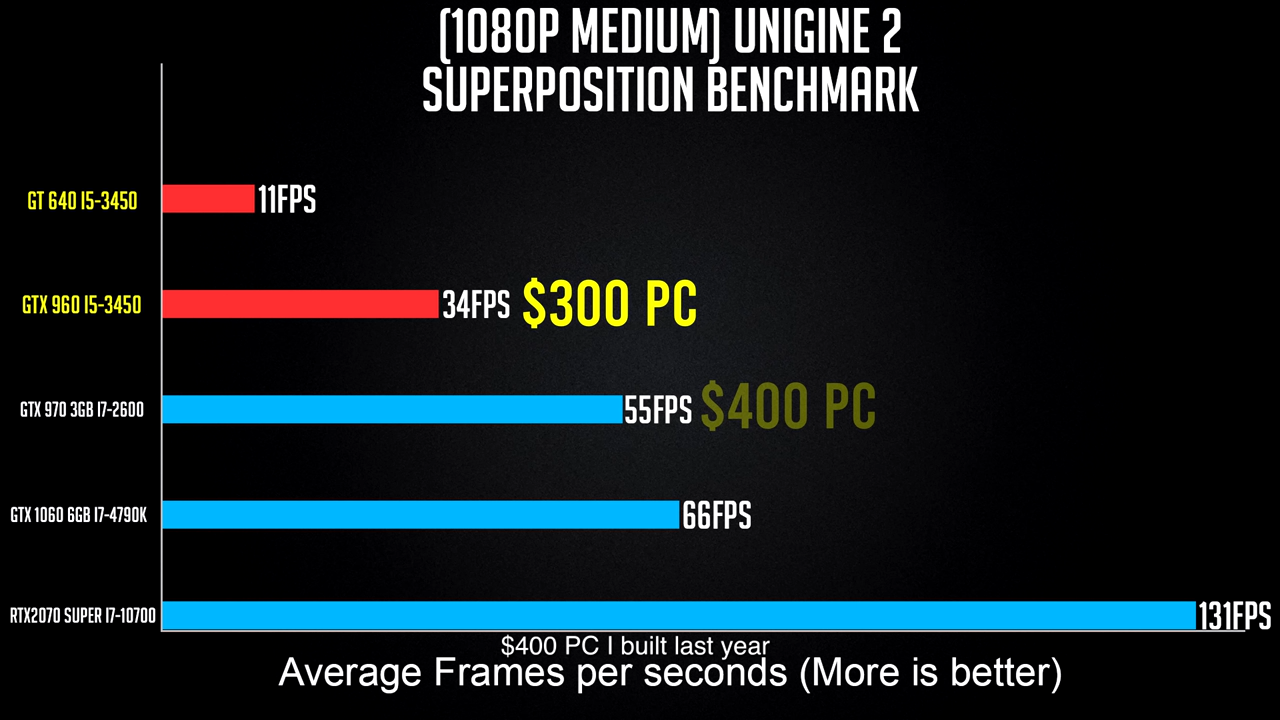 (1080P MEDIUM) UNIGINE 2
SUPERPOSITION BENCHMARK
GT 640 I5-3450
11FPS
GTX 960 I5-3450
34FPS
$300 PC
GTX 970 3GB I7-2600
55FPS
$400 PC
GTX 1060 6GB I7-4790K
66FPS
RTX2070 SUPER I7-10700
131FPS
$400 PC I built last year
Average Frames per seconds (More is better)